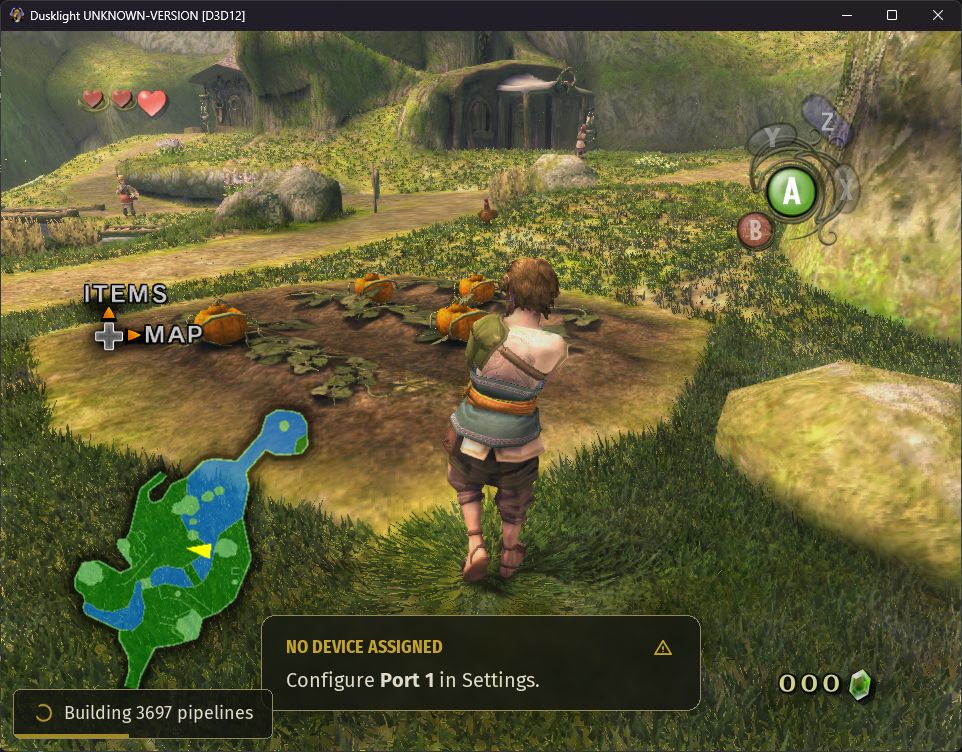 Dusklight UNKNOWN-VERSION [D3D12]
Z
Y
X
A
B
ITEMS
MAP
NO DEVICE ASSIGNED
Configure Port 1 in Settings.
000
Building 3697 pipelines